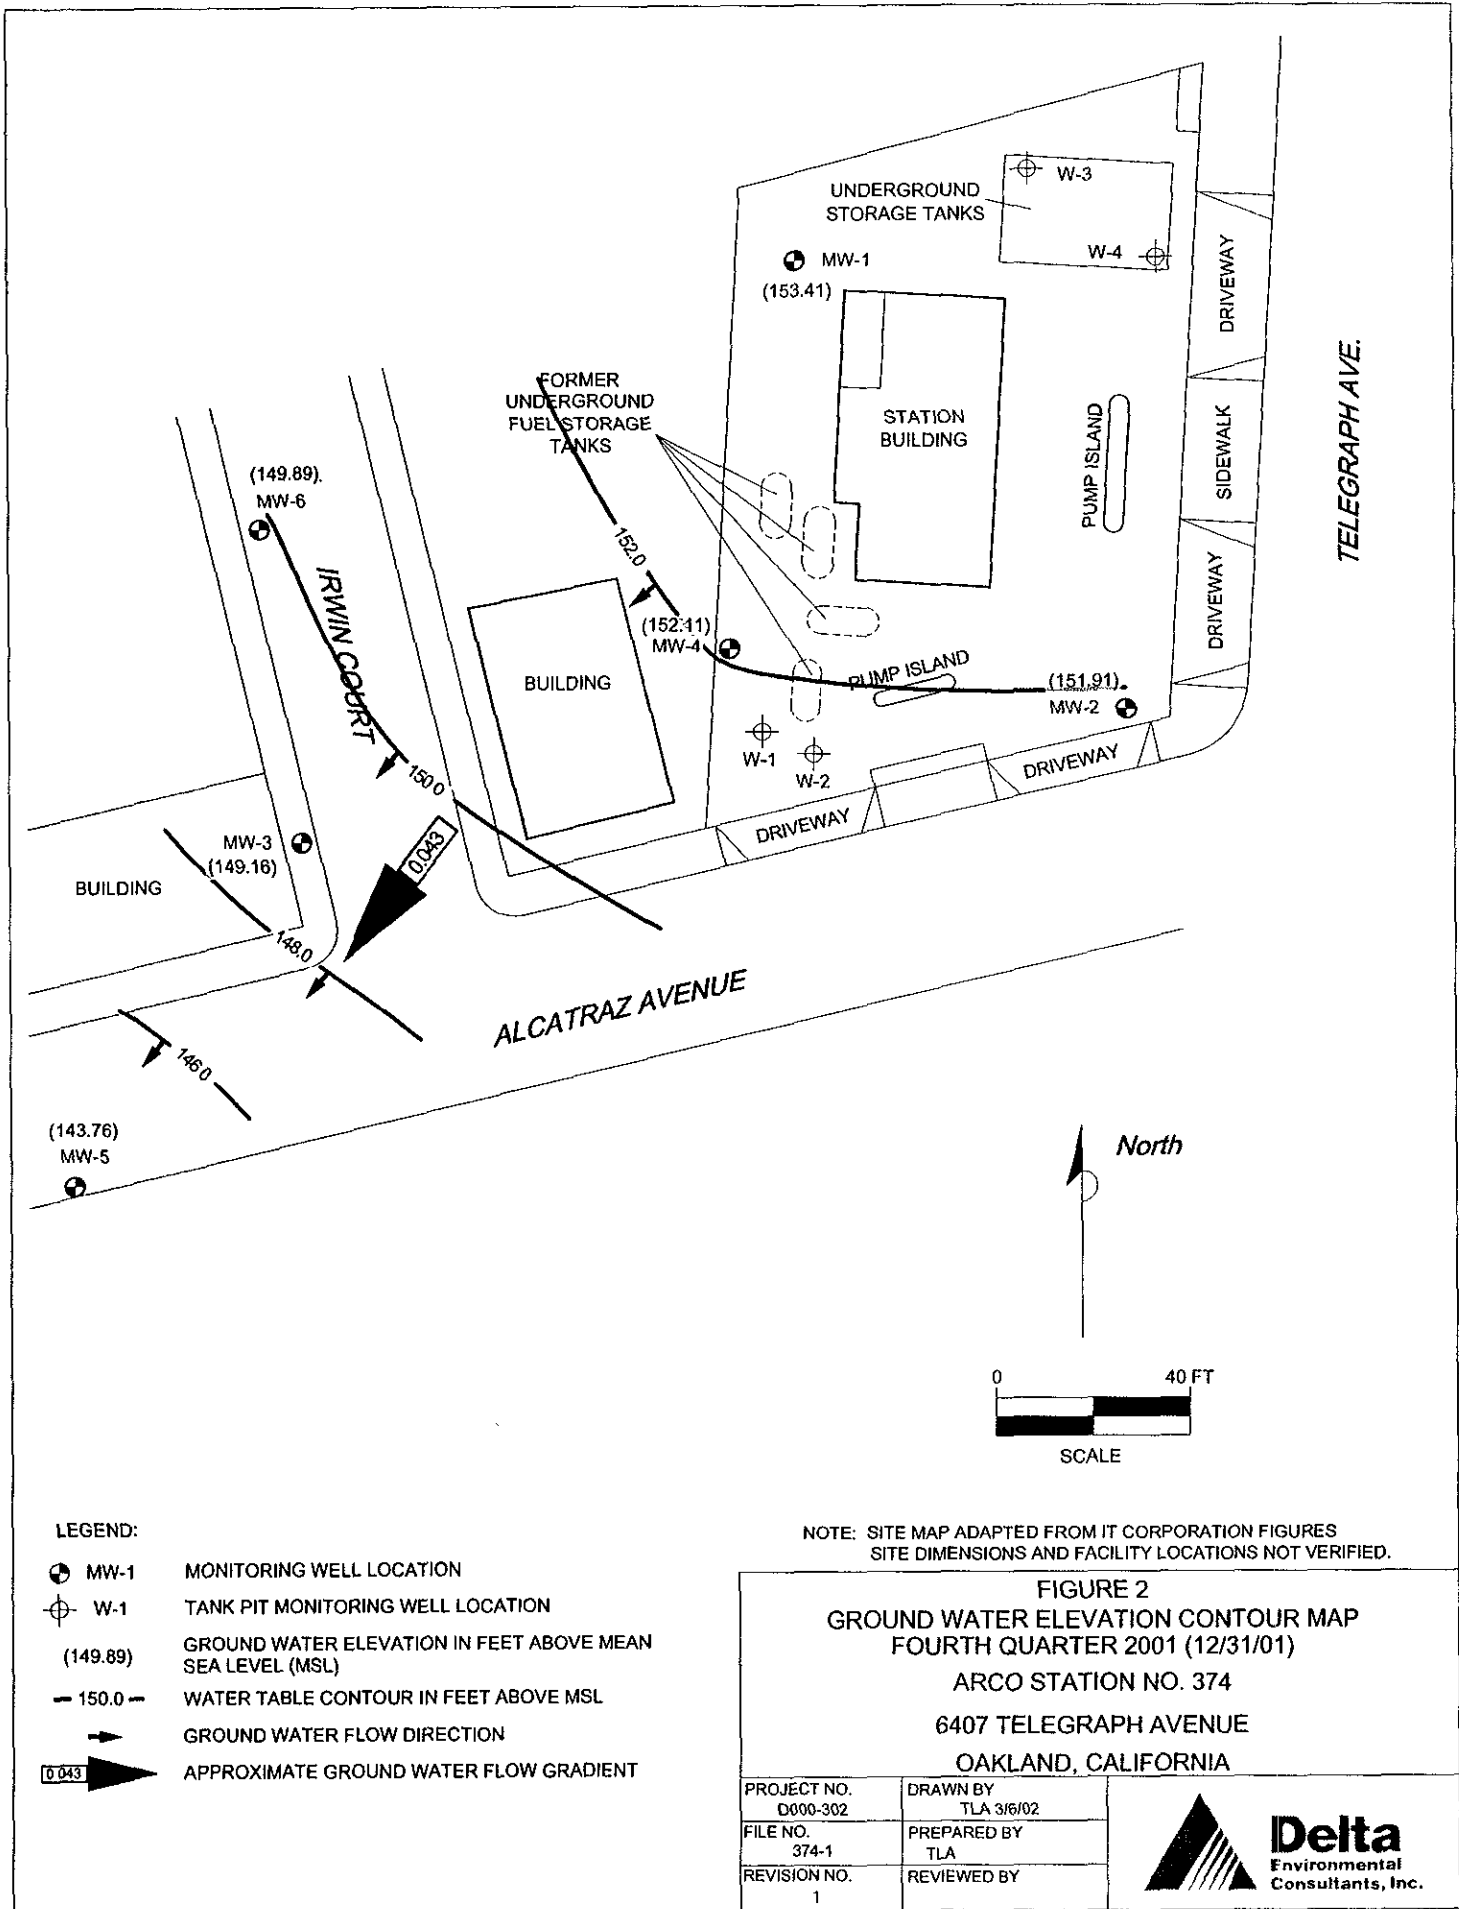 UNDERGROUND
STORAGE TANKS
W-3
W-4
MW-1
(153.41)
DRIVEWAY
SIDEWALK
DRIVEWAY
TELEGRAPH AVE.
FORMER
UNDERGROUND
FUEL STORAGE
TANKS
STATION
BUILDING
PUMP ISLAND
(149.89)
MW-6
IRWIN COURT
152.0
(152.11)
MW-4
BUILDING
PUMP ISLAND
(151.91)
MW-2
W-1
W-2
DRIVEWAY
DRIVEWAY
150.0
0.043
MW-3
(149.16)
BUILDING
148.0
ALCATRAZ AVENUE
146.0
(143.76)
MW-5
North
0 40 FT
SCALE
LEGEND:
MW-1 MONITORING WELL LOCATION
W-1 TANK PIT MONITORING WELL LOCATION
(149.89) GROUND WATER ELEVATION IN FEET ABOVE MEAN
SEA LEVEL (MSL)
150.0 WATER TABLE CONTOUR IN FEET ABOVE MSL
GROUND WATER FLOW DIRECTION
0.043 APPROXIMATE GROUND WATER FLOW GRADIENT
NOTE: SITE MAP ADAPTED FROM IT CORPORATION FIGURES
SITE DIMENSIONS AND FACILITY LOCATIONS NOT VERIFIED.
FIGURE 2
GROUND WATER ELEVATION CONTOUR MAP
FOURTH QUARTER 2001 (12/31/01)
ARCO STATION NO. 374
6407 TELEGRAPH AVENUE
OAKLAND, CALIFORNIA
PROJECT NO.
D000-302
DRAWN BY
TLA 3/6/02
FILE NO.
374-1
PREPARED BY
TLA
REVISION NO.
1
REVIEWED BY
Delta
Environmental
Consultants, Inc.